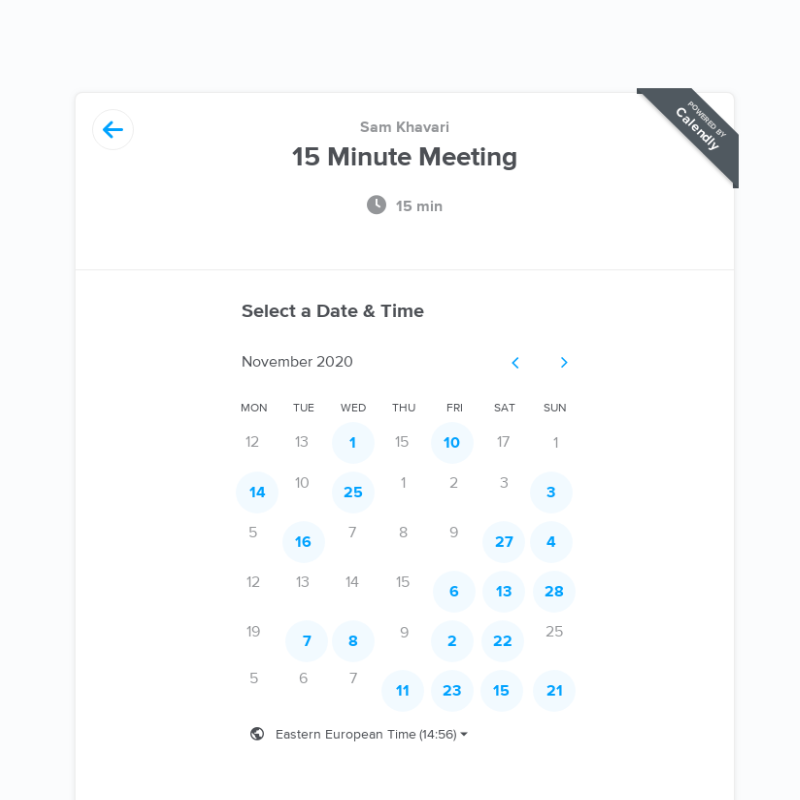 POWERED BY
Calendly
Sam Khavari
15 Minute Meeting
15 min
Select a Date & Time
November 2020
MON TUE WED THU FRI SAT SUN
12 13 1 15 10 17 1
14 10 25 1 2 3 3
5 16 7 8 9 27 4
12 13 14 15 6 13 28
19 7 8 9 2 22 25
5 6 7 11 23 15 21
Eastern European Time (14:56)